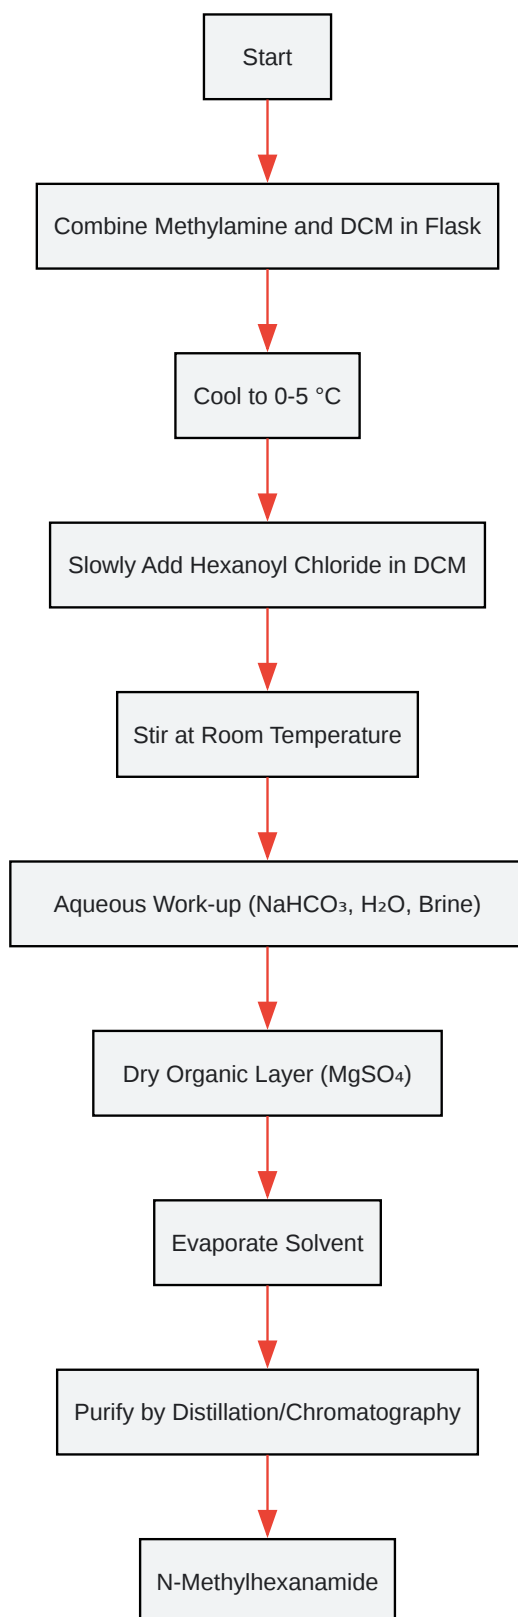 Start
Combine Methylamine and DCM in Flask
Cool to 0-5 °C
Slowly Add Hexanoyl Chloride in DCM
Stir at Room Temperature
Aqueous Work-up (NaHCO₃, H₂O, Brine)
Dry Organic Layer (MgSO₄)
Evaporate Solvent
Purify by Distillation/Chromatography
N-Methylhexanamide